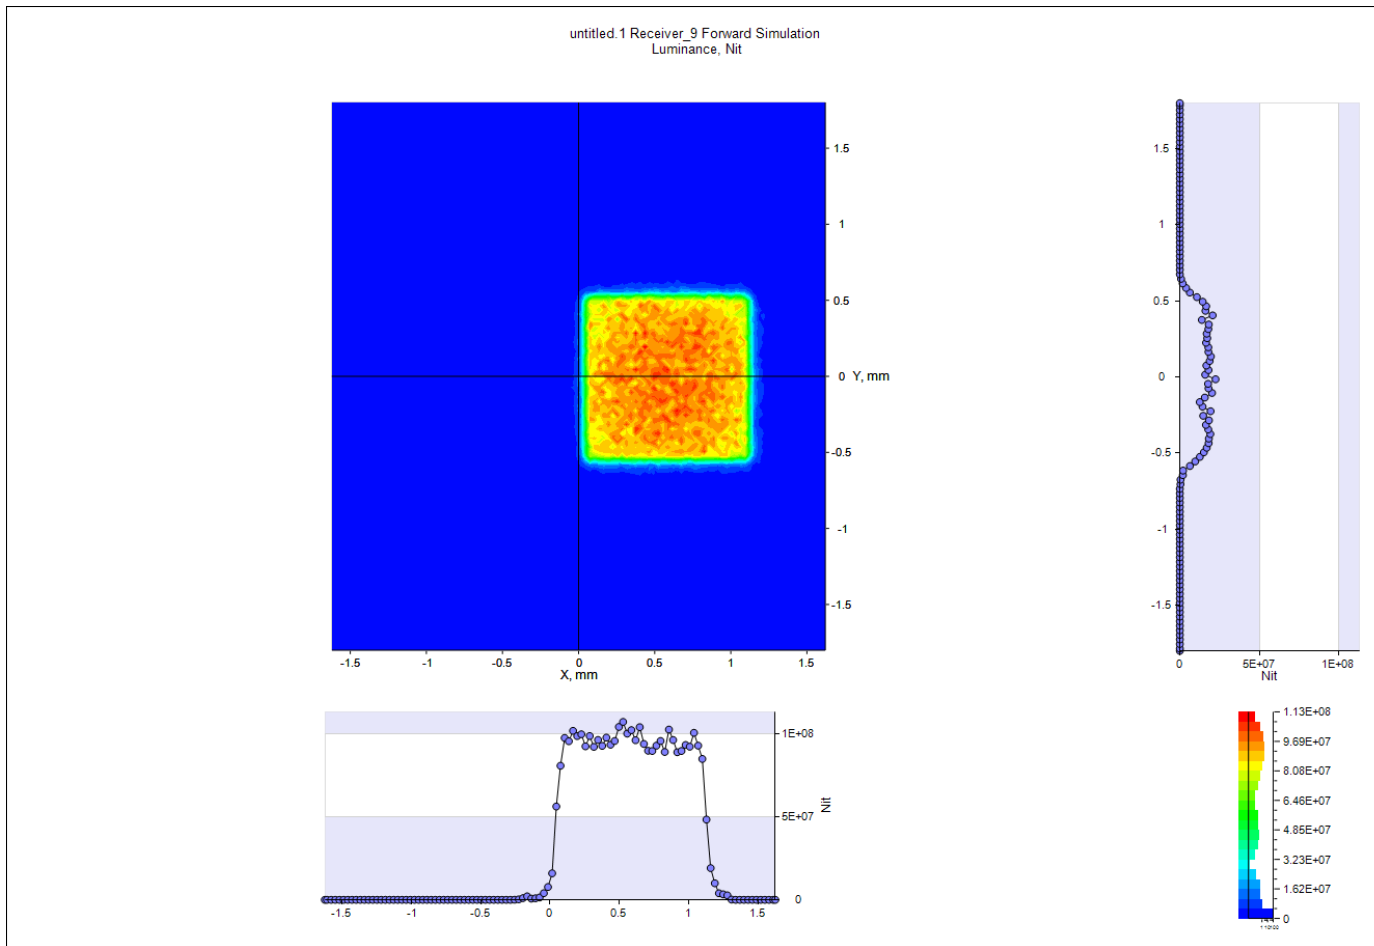 untitled.1 Receiver_9 Forward Simulation
Luminance, Nit
1.5
1
0.5
0 Y, mm
-0.5
-1
-1.5
-1.5 -1 -0.5 0 0.5 1 1.5
X, mm
1.5
1
0.5
0
-0.5
-1
-1.5
0 5E+07 1E+08
Nit
1E+08
5E+07
0
Nit
-1.5 -1 -0.5 0 0.5 1 1.5
1.13E+08
9.69E+07
8.08E+07
6.46E+07
4.85E+07
3.23E+07
1.62E+07
0